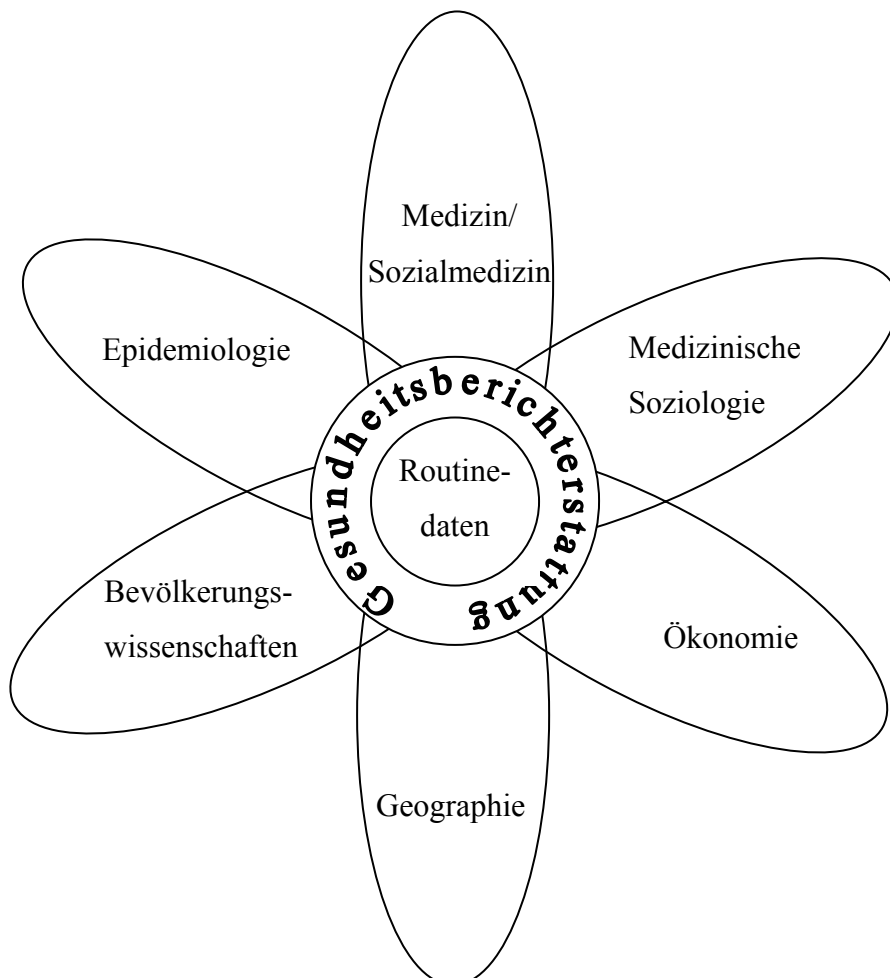 Medizin/
Sozialmedizin
Epidemiologie
Medizinische
Soziologie
Gesundheitsberichterstattung
Routine-
daten
Bevölkerungs-
wissenschaften
Ökonomie
Geographie